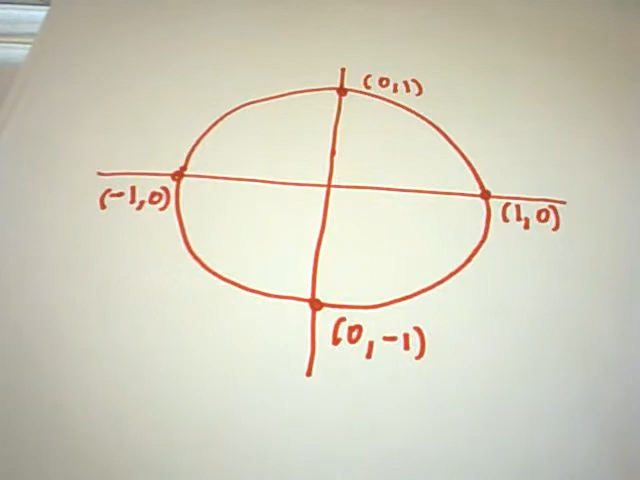 (0,1)
(-1,0)
(1,0)
(0,-1)